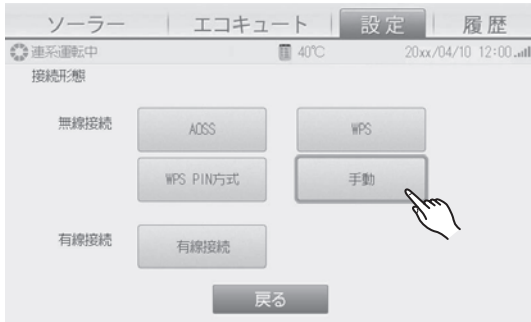 ソーラー エコキュート 設定 履歴
連系運転中 40℃ 20xx/04/10 12:00
接続形態
無線接続 AOSS WPS
WPS PIN方式 手動
有線接続 有線接続
戻る